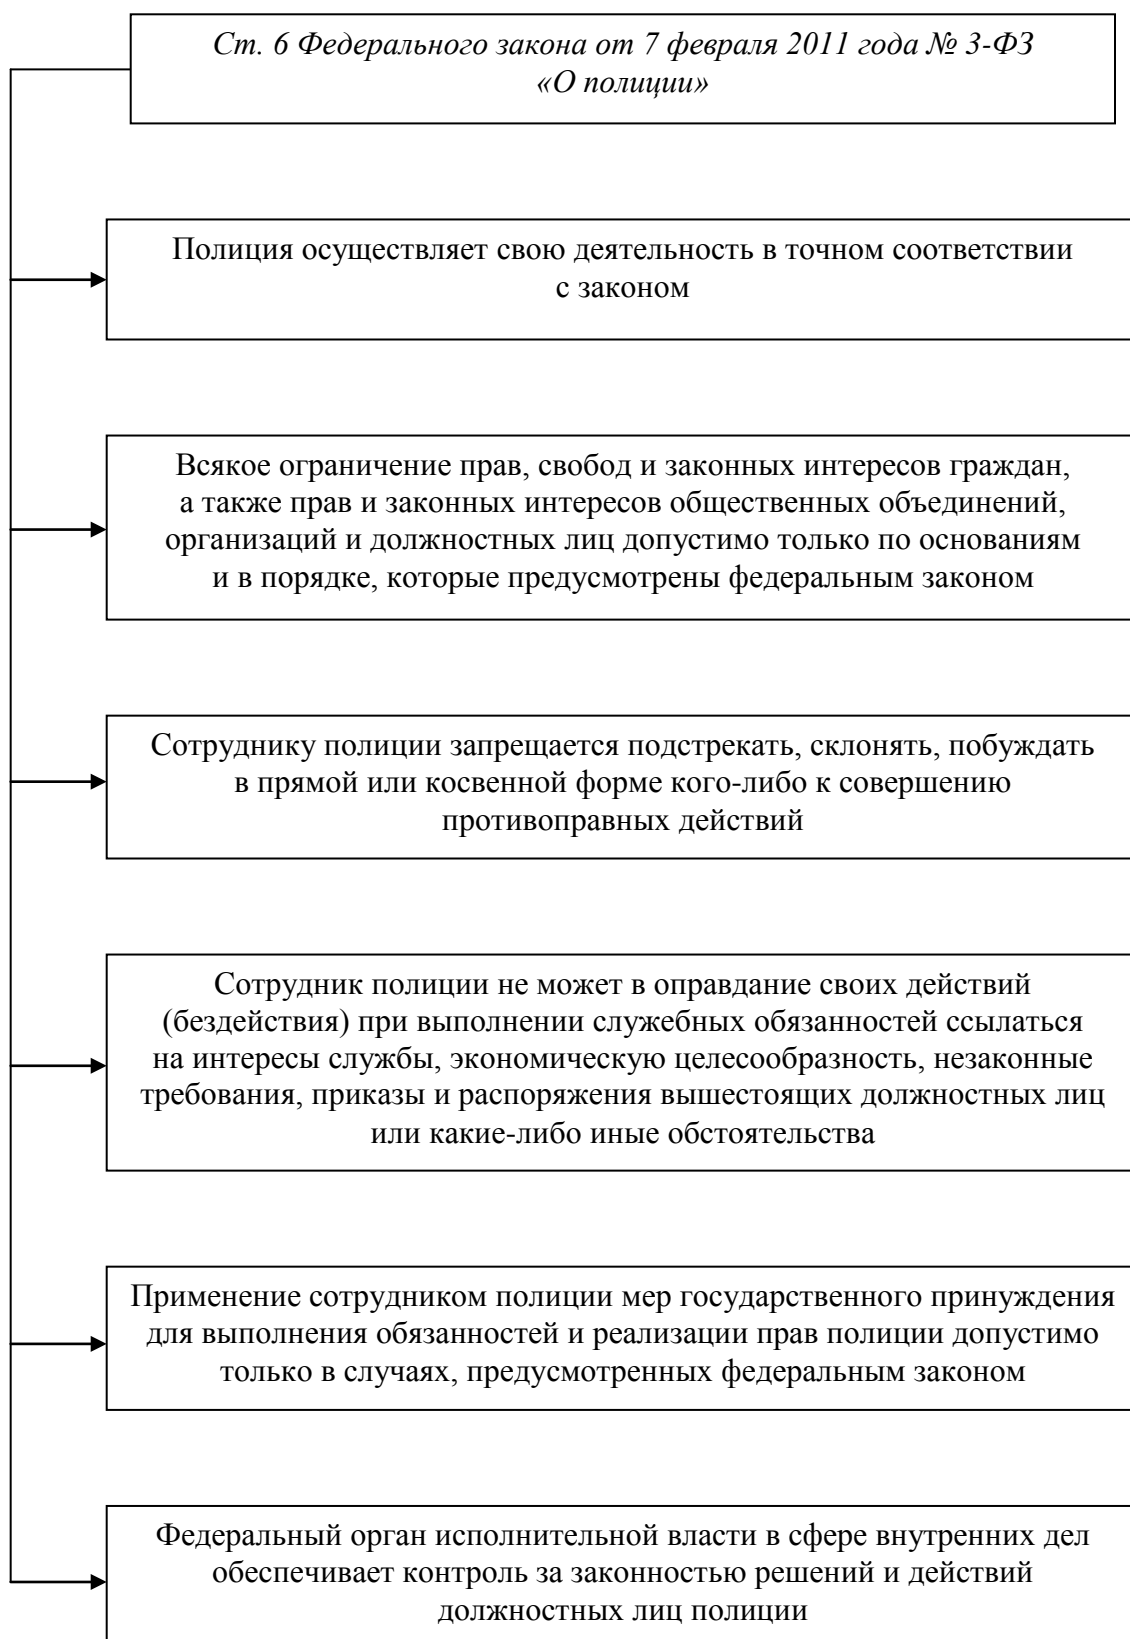 Ст. 6 Федерального закона от 7 февраля 2011 года № 3-ФЗ
«О полиции»
Полиция осуществляет свою деятельность в точном соответствии
с законом
Всякое ограничение прав, свобод и законных интересов граждан,
а также прав и законных интересов общественных объединений,
организаций и должностных лиц допустимо только по основаниям
и в порядке, которые предусмотрены федеральным законом
Сотруднику полиции запрещается подстрекать, склонять, побуждать
в прямой или косвенной форме кого-либо к совершению
противоправных действий
Сотрудник полиции не может в оправдание своих действий
(бездействия) при выполнении служебных обязанностей ссылаться
на интересы службы, экономическую целесообразность, незаконные
требования, приказы и распоряжения вышестоящих должностных лиц
или какие-либо иные обстоятельства
Применение сотрудником полиции мер государственного принуждения
для выполнения обязанностей и реализации прав полиции допустимо
только в случаях, предусмотренных федеральным законом
Федеральный орган исполнительной власти в сфере внутренних дел
обеспечивает контроль за законностью решений и действий
должностных лиц полиции